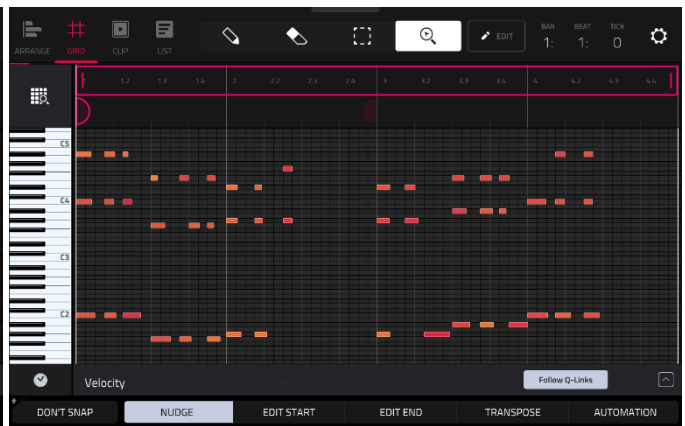 ARRANGE GRID CLIP LIST EDIT BAR 1: BEAT 1: TICK 0
1 1.2 1.3 1.4 2 2.2 2.3 2.4 3 3.2 3.3 3.4 4 4.2 4.3 4.4
C5
C4
C3
C2
Velocity Follow Q-Links
DON'T SNAP NUDGE EDIT START EDIT END TRANSPOSE AUTOMATION